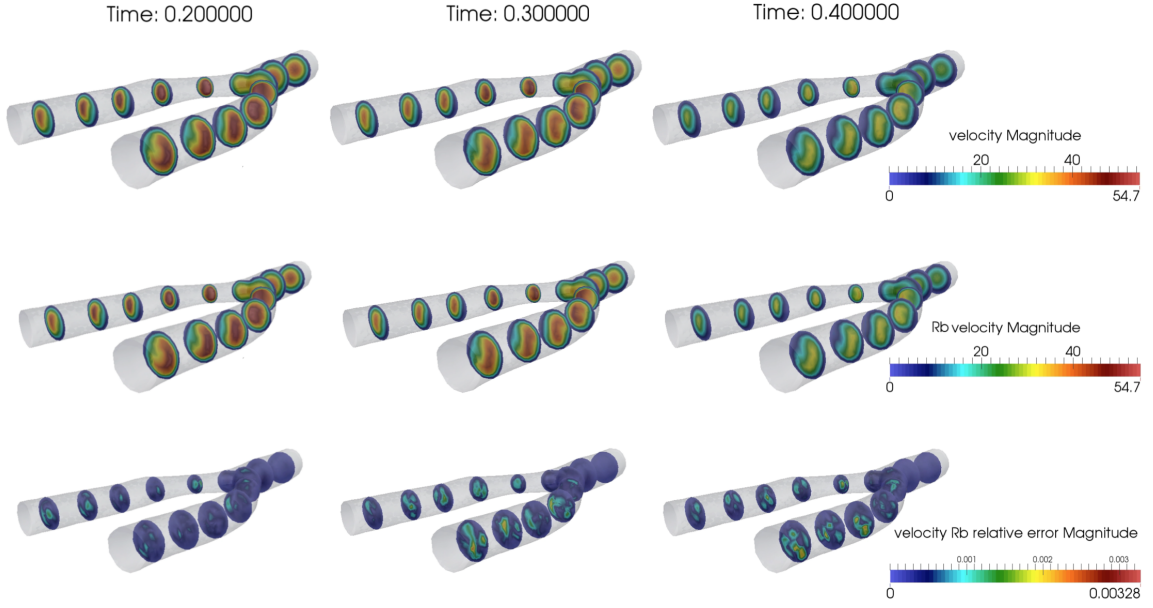 Time: 0.200000
Time: 0.300000
Time: 0.400000
velocity Magnitude
20 40
0 54.7
Rb velocity Magnitude
20 40
0 54.7
velocity Rb relative error Magnitude
0.001 0.002 0.003
0 0.00328